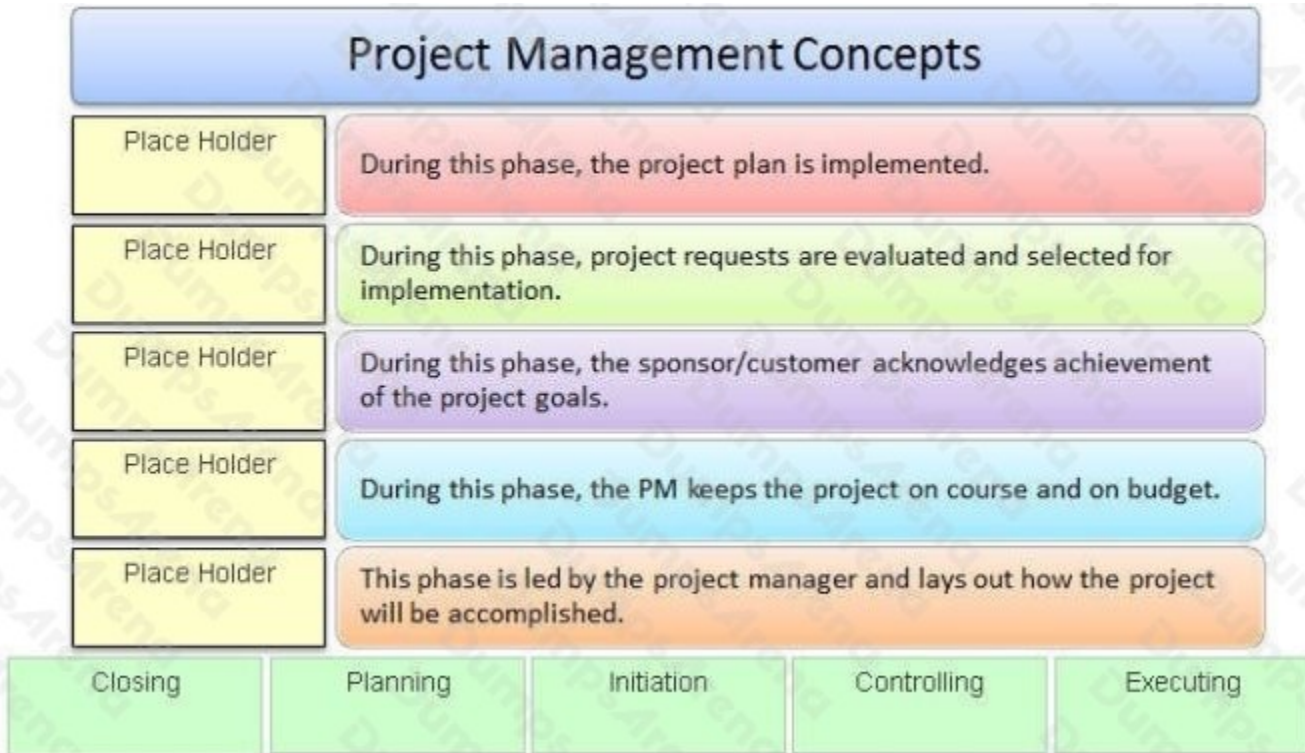 Project Management Concepts
Place Holder
During this phase, the project plan is implemented.
Place Holder
During this phase, project requests are evaluated and selected for
implementation.
Place Holder
During this phase, the sponsor/customer acknowledges achievement
of the project goals.
Place Holder
During this phase, the PM keeps the project on course and on budget.
Place Holder
This phase is led by the project manager and lays out how the project
will be accomplished.
Closing Planning Initiation Controlling Executing
DumpsArena